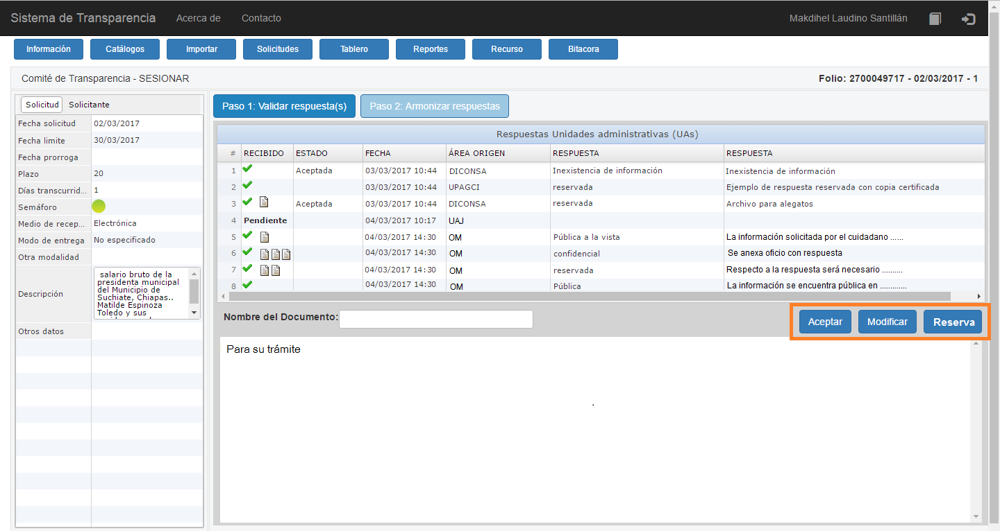 Sistema de Transparencia Acerca de Contacto Makdihel Laudino Santillán
Información Catálogos Importar Solicitudes Tablero Reportes Recurso Bitacora
Comité de Transparencia - SESIONAR Folio: 2700049717 - 02/03/2017 - 1
Solicitud Solicitante
Fecha solicitud 02/03/2017
Fecha limite 30/03/2017
Fecha prorroga
Plazo 20
Días transcurrid... 1
Semáforo
Medio de recep... Electrónica
Modo de entrega No especificado
Otra modalidad
Descripción
salario bruto de la
presidenta municipal
del Municipio de
Suchiate, Chiapas..
Matilde Espinoza
Toledo y sus
Otros datos
Paso 1: Validar respuesta(s) Paso 2: Armonizar respuestas
Respuestas Unidades administrativas (UAs)
# RECIBIDO ESTADO FECHA ÁREA ORIGEN RESPUESTA RESPUESTA
1 Aceptada 03/03/2017 10:44 DICONSA Inexistencia de información Inexistencia de información
2 03/03/2017 10:44 UPAGCI reservada Ejemplo de respuesta reservada con copia certificada
3 Aceptada 03/03/2017 10:44 DICONSA reservada Archivo para alegatos
4 Pendiente 04/03/2017 10:17 UAJ
5 04/03/2017 14:30 OM Pública a la vista La información solicitada por el cuidadano ......
6 04/03/2017 14:30 OM confidencial Se anexa oficio con respuesta
7 04/03/2017 14:30 OM reservada Respecto a la respuesta será necesario ..........
8 04/03/2017 14:30 OM Pública La información se encuentra pública en .............
Nombre del Documento: Aceptar Modificar Reserva
Para su trámite
.